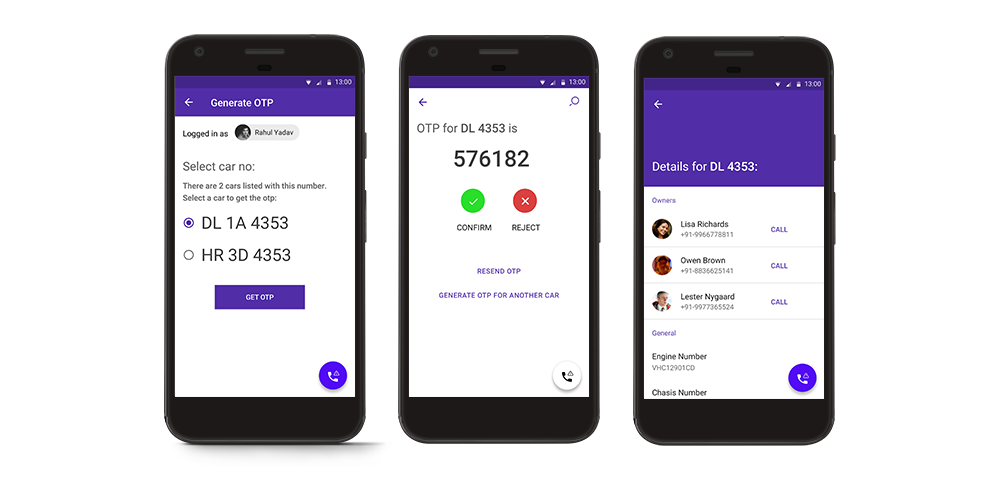 13:00
Generate OTP
Logged in as Rahul Yadav
Select car no:
There are 2 cars listed with this number.
Select a car to get the otp:
DL 1A 4353
HR 3D 4353
GET OTP
13:00
OTP for DL 4353 is
576182
CONFIRM REJECT
RESEND OTP
GENERATE OTP FOR ANOTHER CAR
13:00
Details for DL 4353:
Owners
Lisa Richards
+91-9966778811
CALL
Owen Brown
+91-8836625141
CALL
Lester Nygaard
+91-9977365524
CALL
General
Engine Number
VHC12901CD
Chasis Number